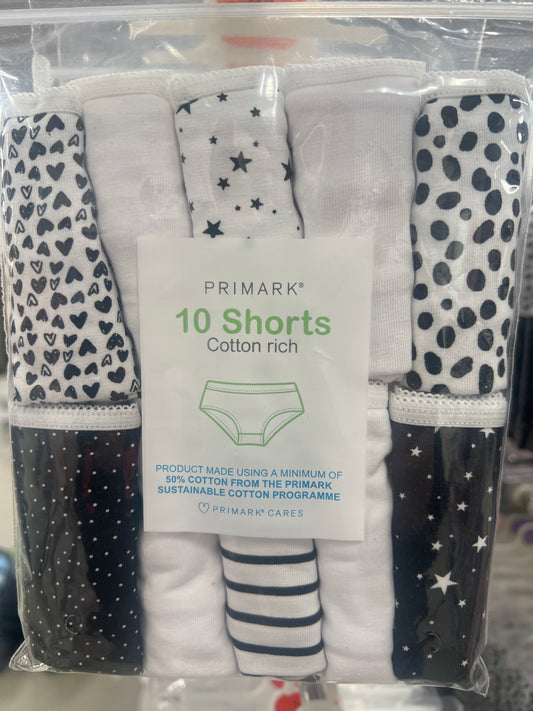 PRIMARK®
10 Shorts
Cotton rich
PRODUCT MADE USING A MINIMUM OF
50% COTTON FROM THE PRIMARK
SUSTAINABLE COTTON PROGRAMME
PRIMARK® CARES